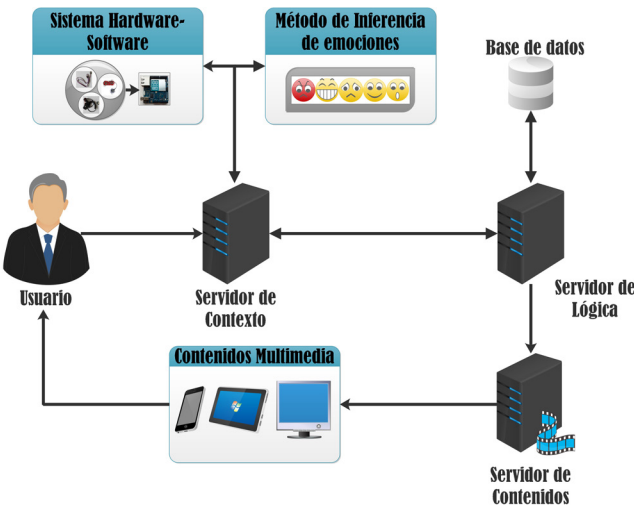 Sistema Hardware-
Software
Método de Inferencia
de emociones
Base de datos
Usuario
Servidor de
Contexto
Servidor de
Lógica
Contenidos Multimedia
Servidor de
Contenidos